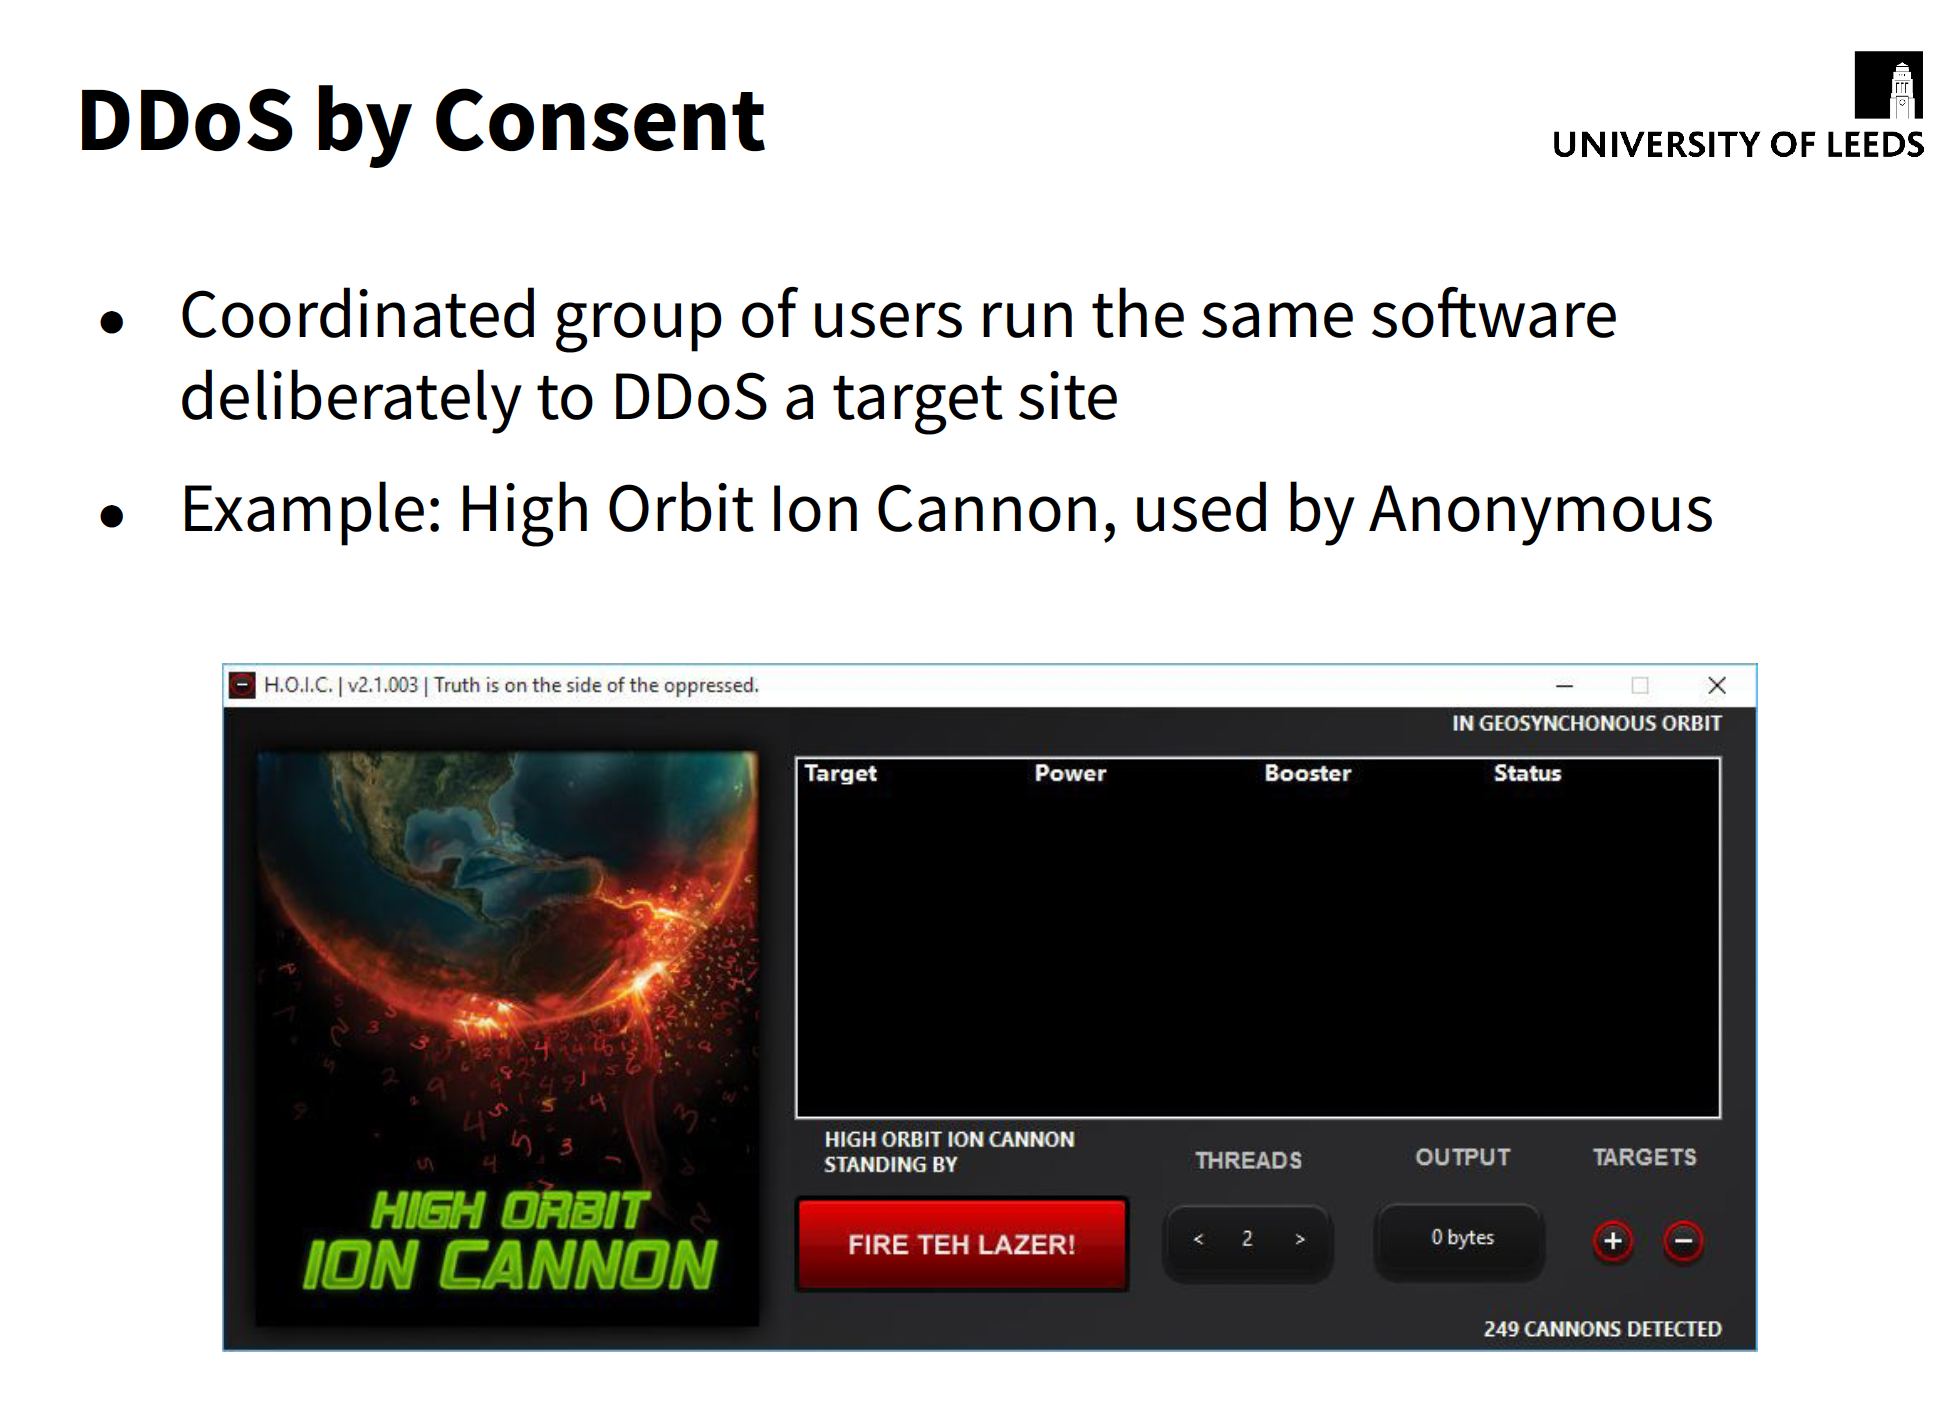 DDoS by Consent
UNIVERSITY OF LEEDS
● Coordinated group of users run the same software
deliberately to DDoS a target site
● Example: High Orbit Ion Cannon, used by Anonymous
H.O.I.C. | v2.1.003 | Truth is on the side of the oppressed.
IN GEOSYNCHONOUS ORBIT
Target Power Booster Status
HIGH ORBIT
ION CANNON
HIGH ORBIT ION CANNON
STANDING BY
THREADS OUTPUT TARGETS
FIRE TEH LAZER! < 2 > 0 bytes + −
249 CANNONS DETECTED